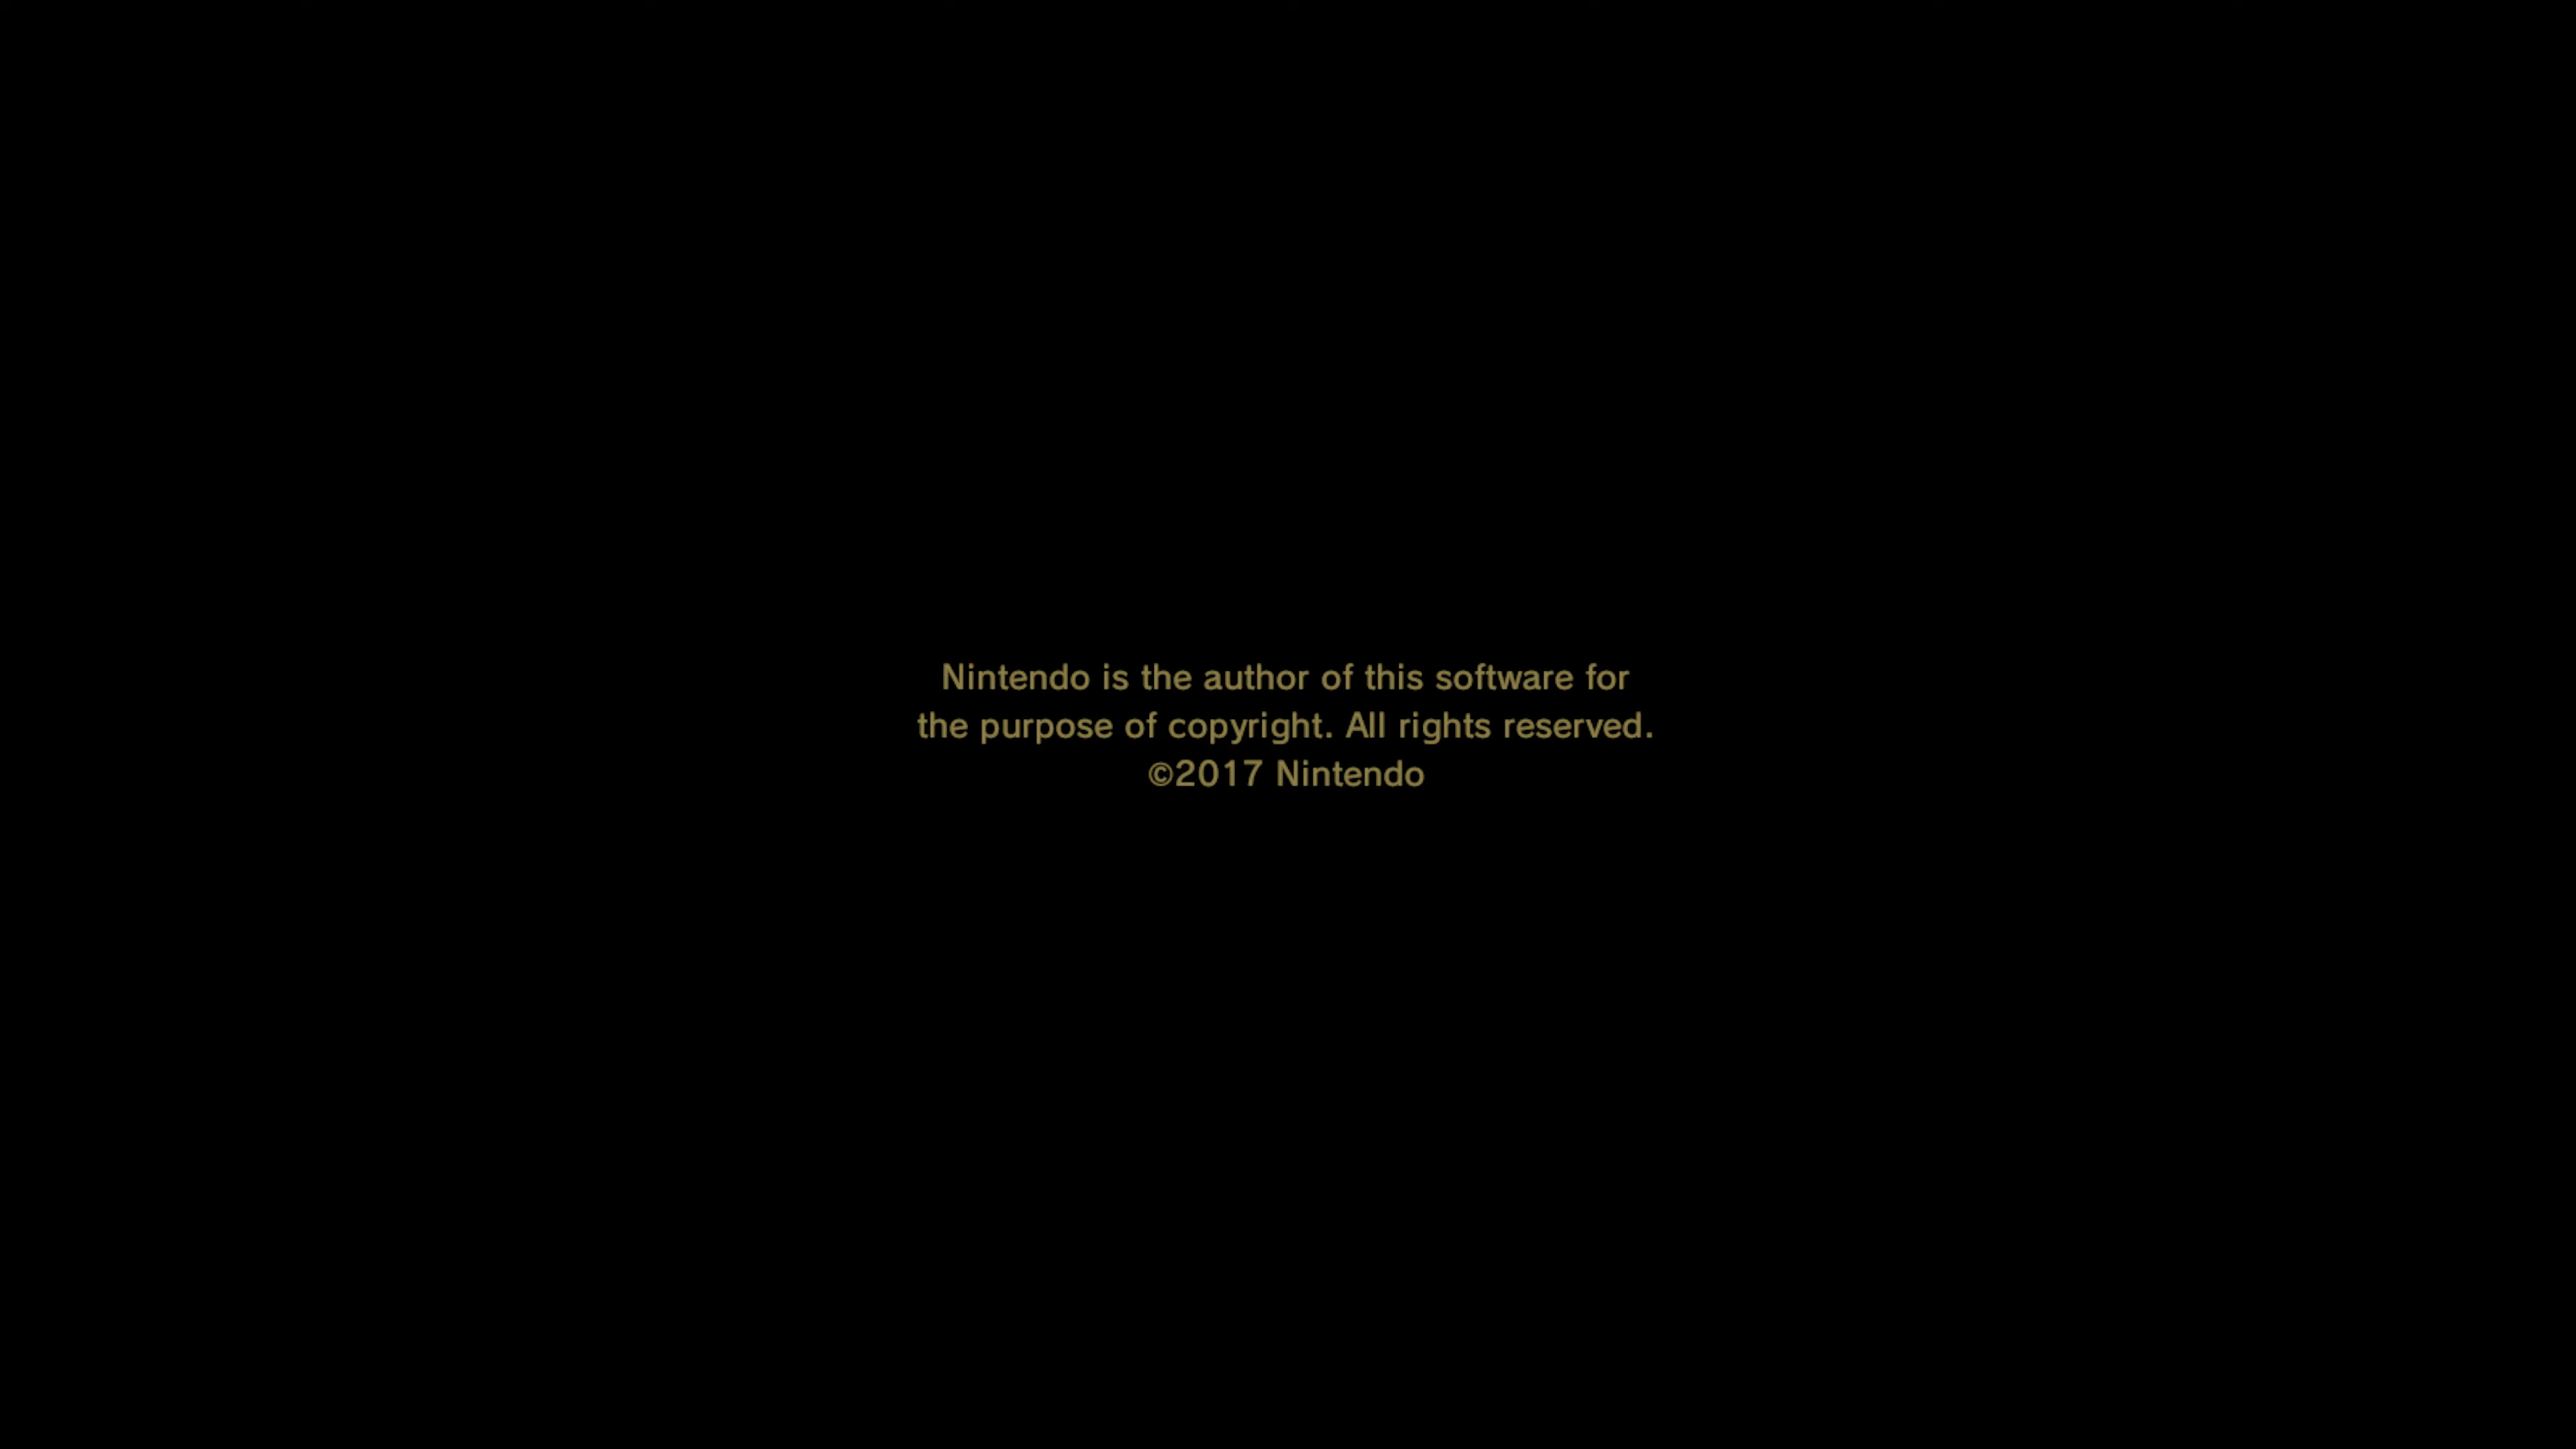 Nintendo is the author of this software for
the purpose of copyright. All rights reserved.
©2017 Nintendo